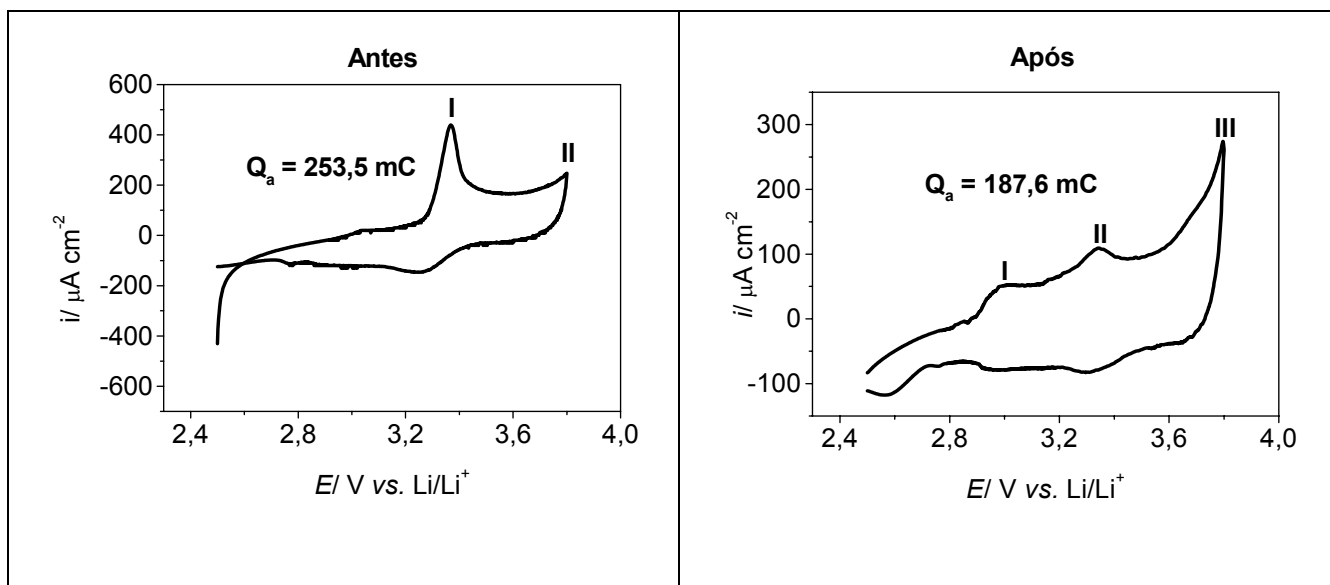 Antes
600
400
200
0
-200
-400
-600
i/ μA cm-2
I
II
Qa = 253,5 mC
2,4
2,8
3,2
3,6
4,0
E/ V vs. Li/Li+
Após
300
200
100
0
-100
i/ μA cm-2
III
Qa = 187,6 mC
II
I
2,4
2,8
3,2
3,6
4,0
E/ V vs. Li/Li+